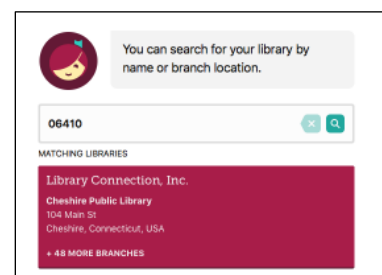 You can search for your library by
name or branch location.
06410
MATCHING LIBRARIES
Library Connection, Inc.
Cheshire Public Library
104 Main St
Cheshire, Connecticut, USA
+ 48 MORE BRANCHES